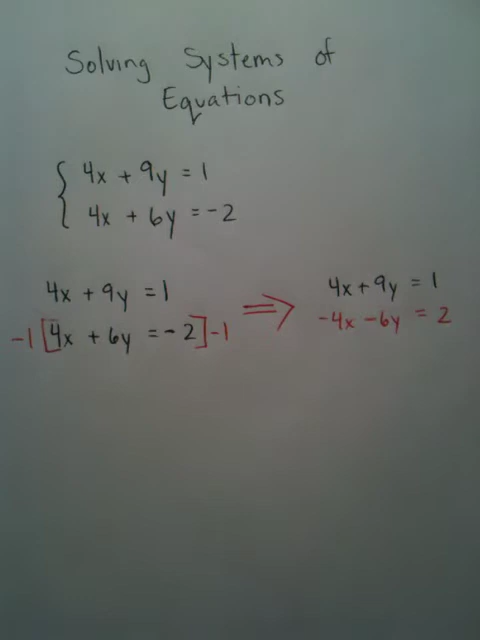 Solving Systems of
Equations
{ 4x + 9y = 1
4x + 6y = -2
4x + 9y = 1
-1[4x + 6y = -2]-1
⇒
4x + 9y = 1
-4x - 6y = 2